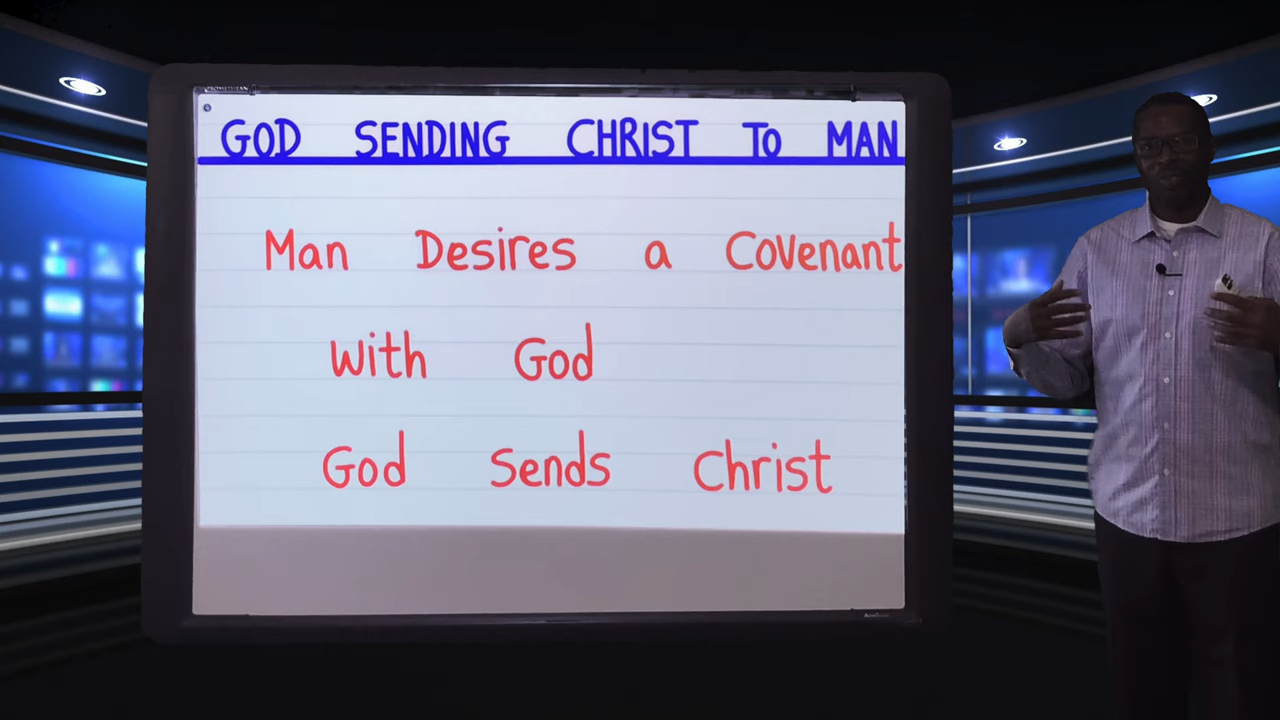 GOD SENDING CHRIST TO MAN
Man Desires a Covenant
With God
God Sends Christ